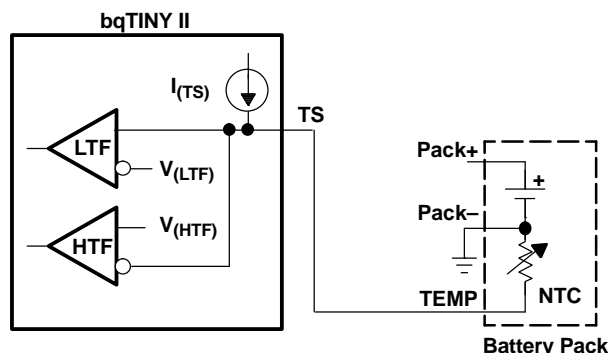 bqTINY II
I(TS)
TS
LTF
V(LTF)
HTF
V(HTF)
Pack+
+
Pack–
TEMP
NTC
Battery Pack